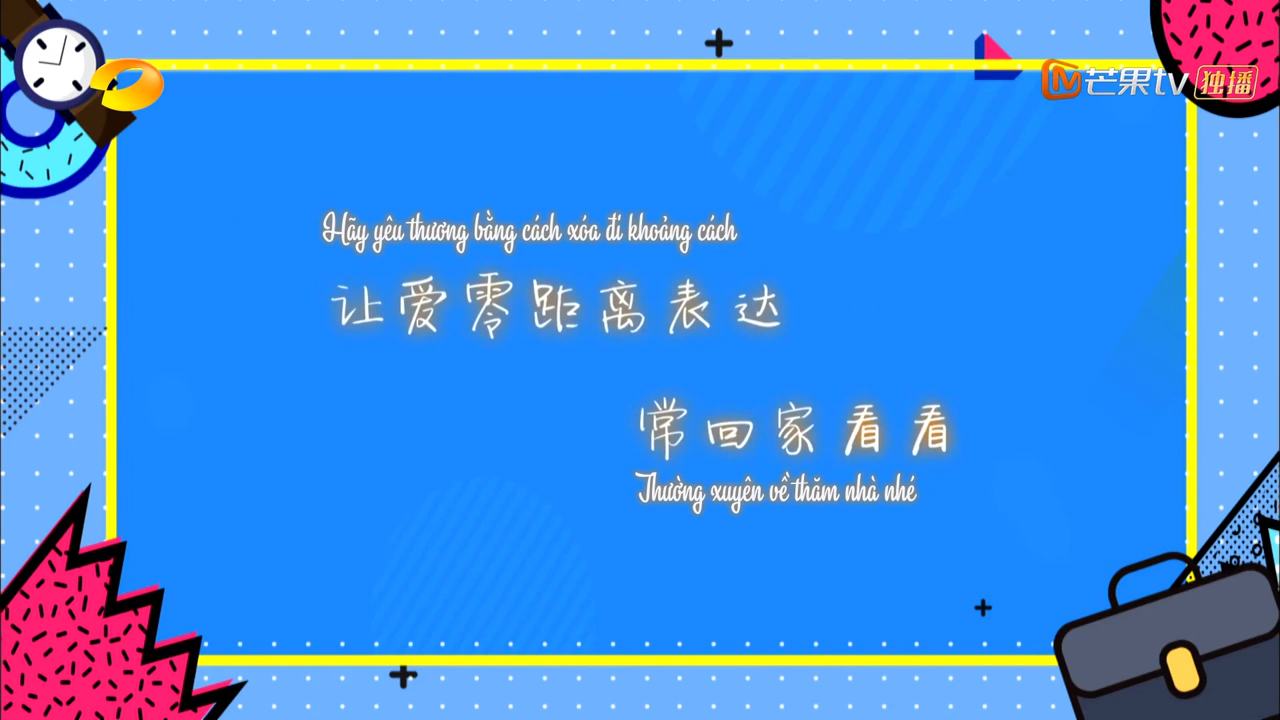 芒果tv 独播
Hãy yêu thương bằng cách xóa đi khoảng cách
让爱零距离表达
常回家看看
Thường xuyên về thăm nhà nhé